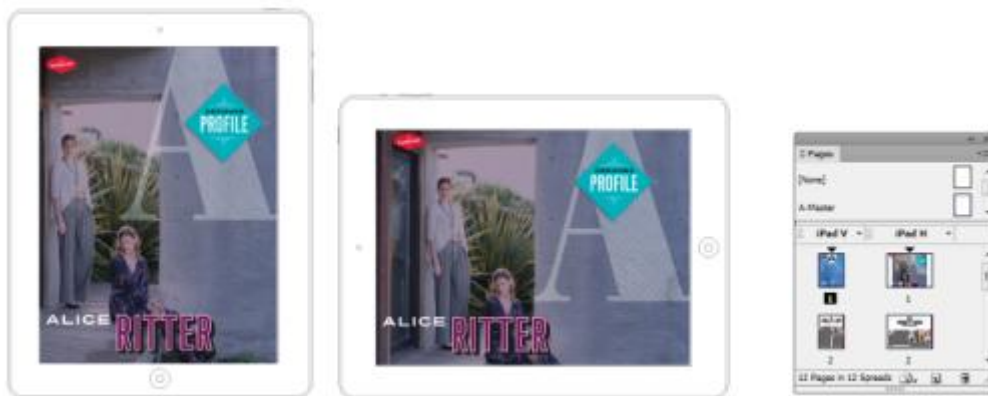 A
PROFILE
ALICE RITTER
A
PROFILE
ALICE RITTER
Pages
[None]
A-Master
iPad V
iPad H
1
1
2
2
12 Pages in 12 Spreads